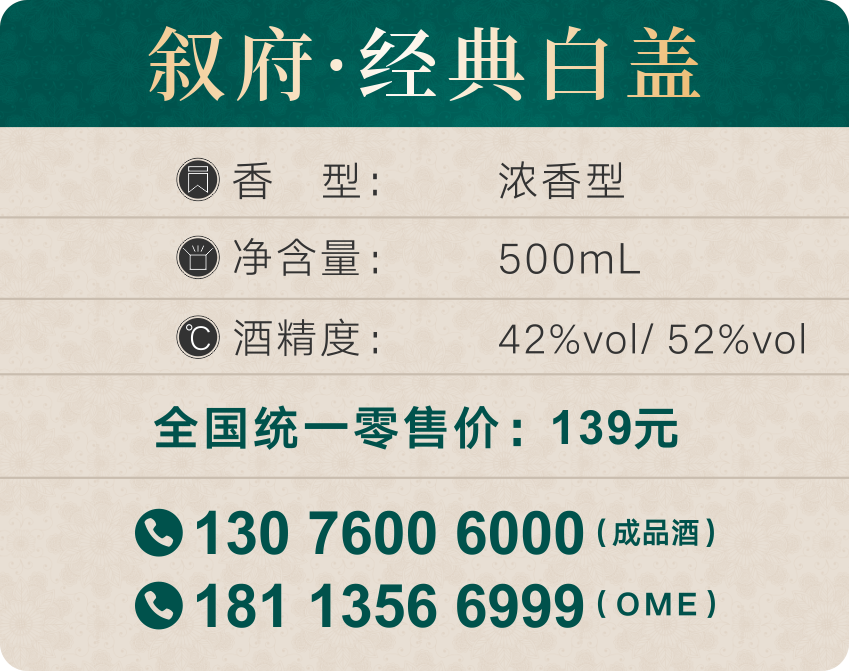 叙府·经典白盖
香 型： 浓香型
净含量： 500mL
酒精度： 42%vol/ 52%vol
全国统一零售价：139元
130 7600 6000（成品酒）
181 1356 6999（OME）